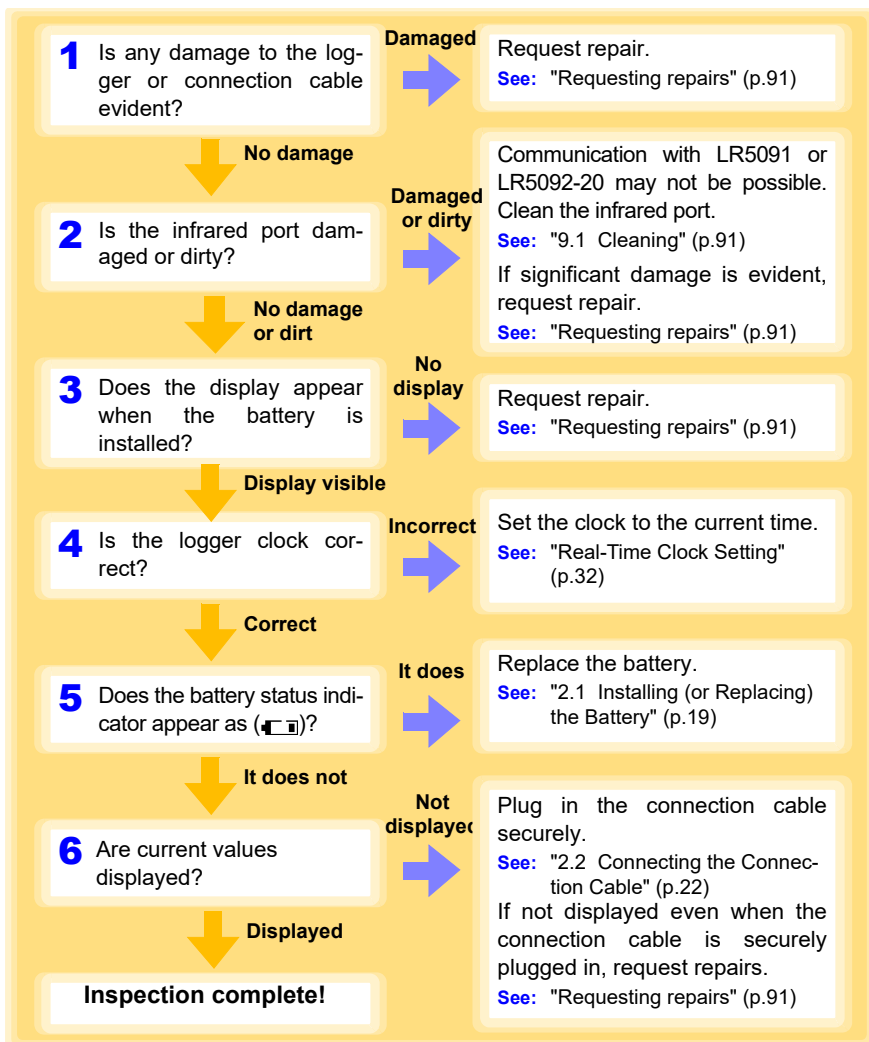 1 Is any damage to the log-
ger or connection cable
evident?
Damaged
Request repair.
See: "Requesting repairs" (p.91)
No damage
2 Is the infrared port dam-
aged or dirty?
Damaged
or dirty
Communication with LR5091 or
LR5092-20 may not be possible.
Clean the infrared port.
See: "9.1 Cleaning" (p.91)
If significant damage is evident,
request repair.
See: "Requesting repairs" (p.91)
No damage
or dirt
3 Does the display appear
when the battery is
installed?
No
display
Request repair.
See: "Requesting repairs" (p.91)
Display visible
4 Is the logger clock cor-
rect?
Incorrect
Set the clock to the current time.
See: "Real-Time Clock Setting"
(p.32)
Correct
5 Does the battery status indi-
cator appear as ( )?
It does
Replace the battery.
See: "2.1 Installing (or Replacing)
the Battery" (p.19)
It does not
6 Are current values
displayed?
Not
displayed
Plug in the connection cable
securely.
See: "2.2 Connecting the Connec-
tion Cable" (p.22)
If not displayed even when the
connection cable is securely
plugged in, request repairs.
See: "Requesting repairs" (p.91)
Displayed
Inspection complete!